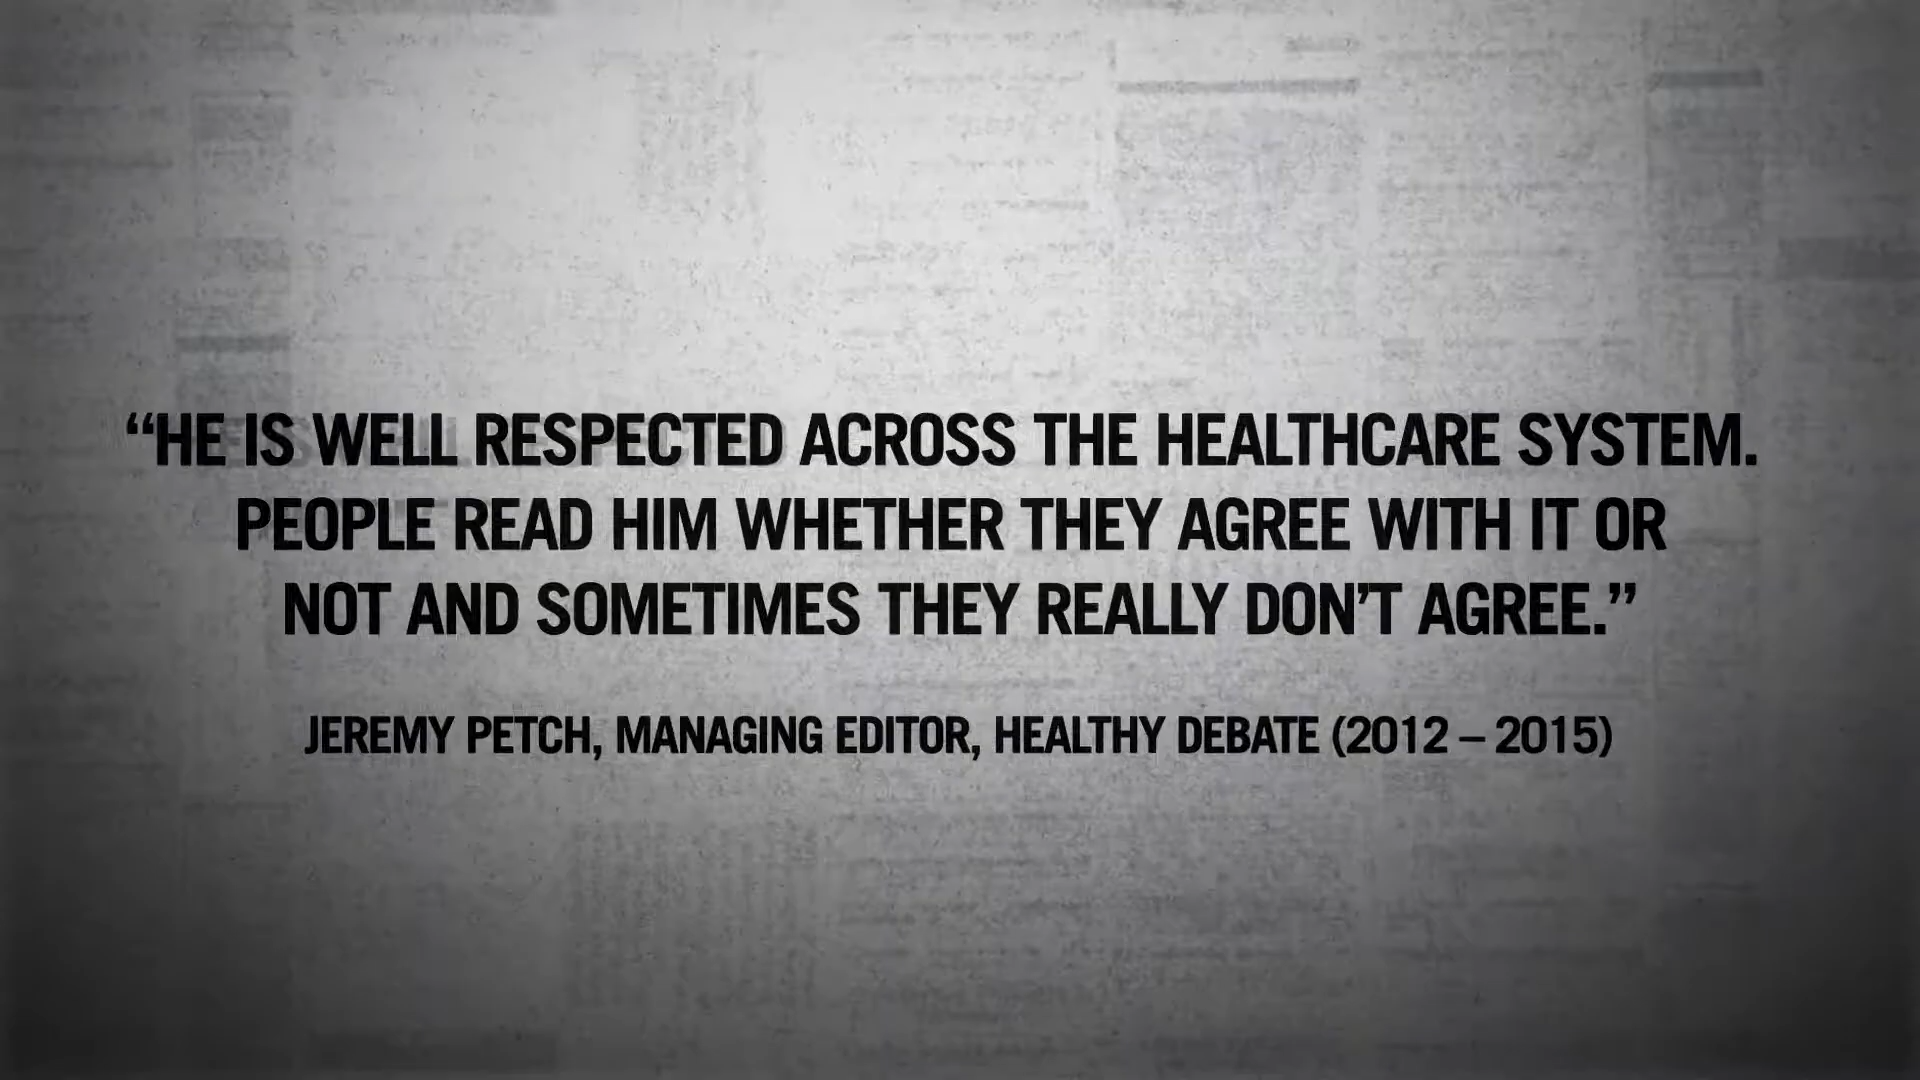 “HE IS WELL RESPECTED ACROSS THE HEALTHCARE SYSTEM.
PEOPLE READ HIM WHETHER THEY AGREE WITH IT OR
NOT AND SOMETIMES THEY REALLY DON’T AGREE.”
JEREMY PETCH, MANAGING EDITOR, HEALTHY DEBATE (2012 – 2015)